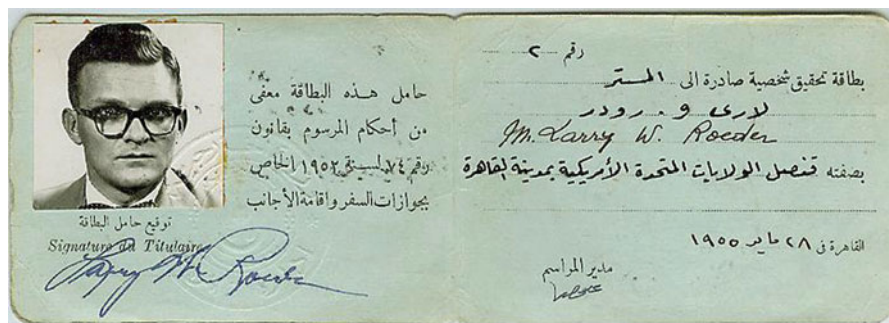 رقم ٢
بطاقة تحقيق شخصية صادرة الى المستر
لارى و. رودر
Mr. Larry W. Roeder
بصفته قنصل الولايات المتحدة الأمريكية بمدينة القاهرة
القاهرة فى ٢٨ مايو ١٩٥٥
مدير المراسم
حامل هذه البطاقة معفى
من أحكام المرسوم بقانون
رقم ٧٤ لسنة ١٩٥٢ الخاص
بجوازات السفر واقامة الأجانب
توقيع حامل البطاقة
Signature du Titulaire
Larry W. Roeder